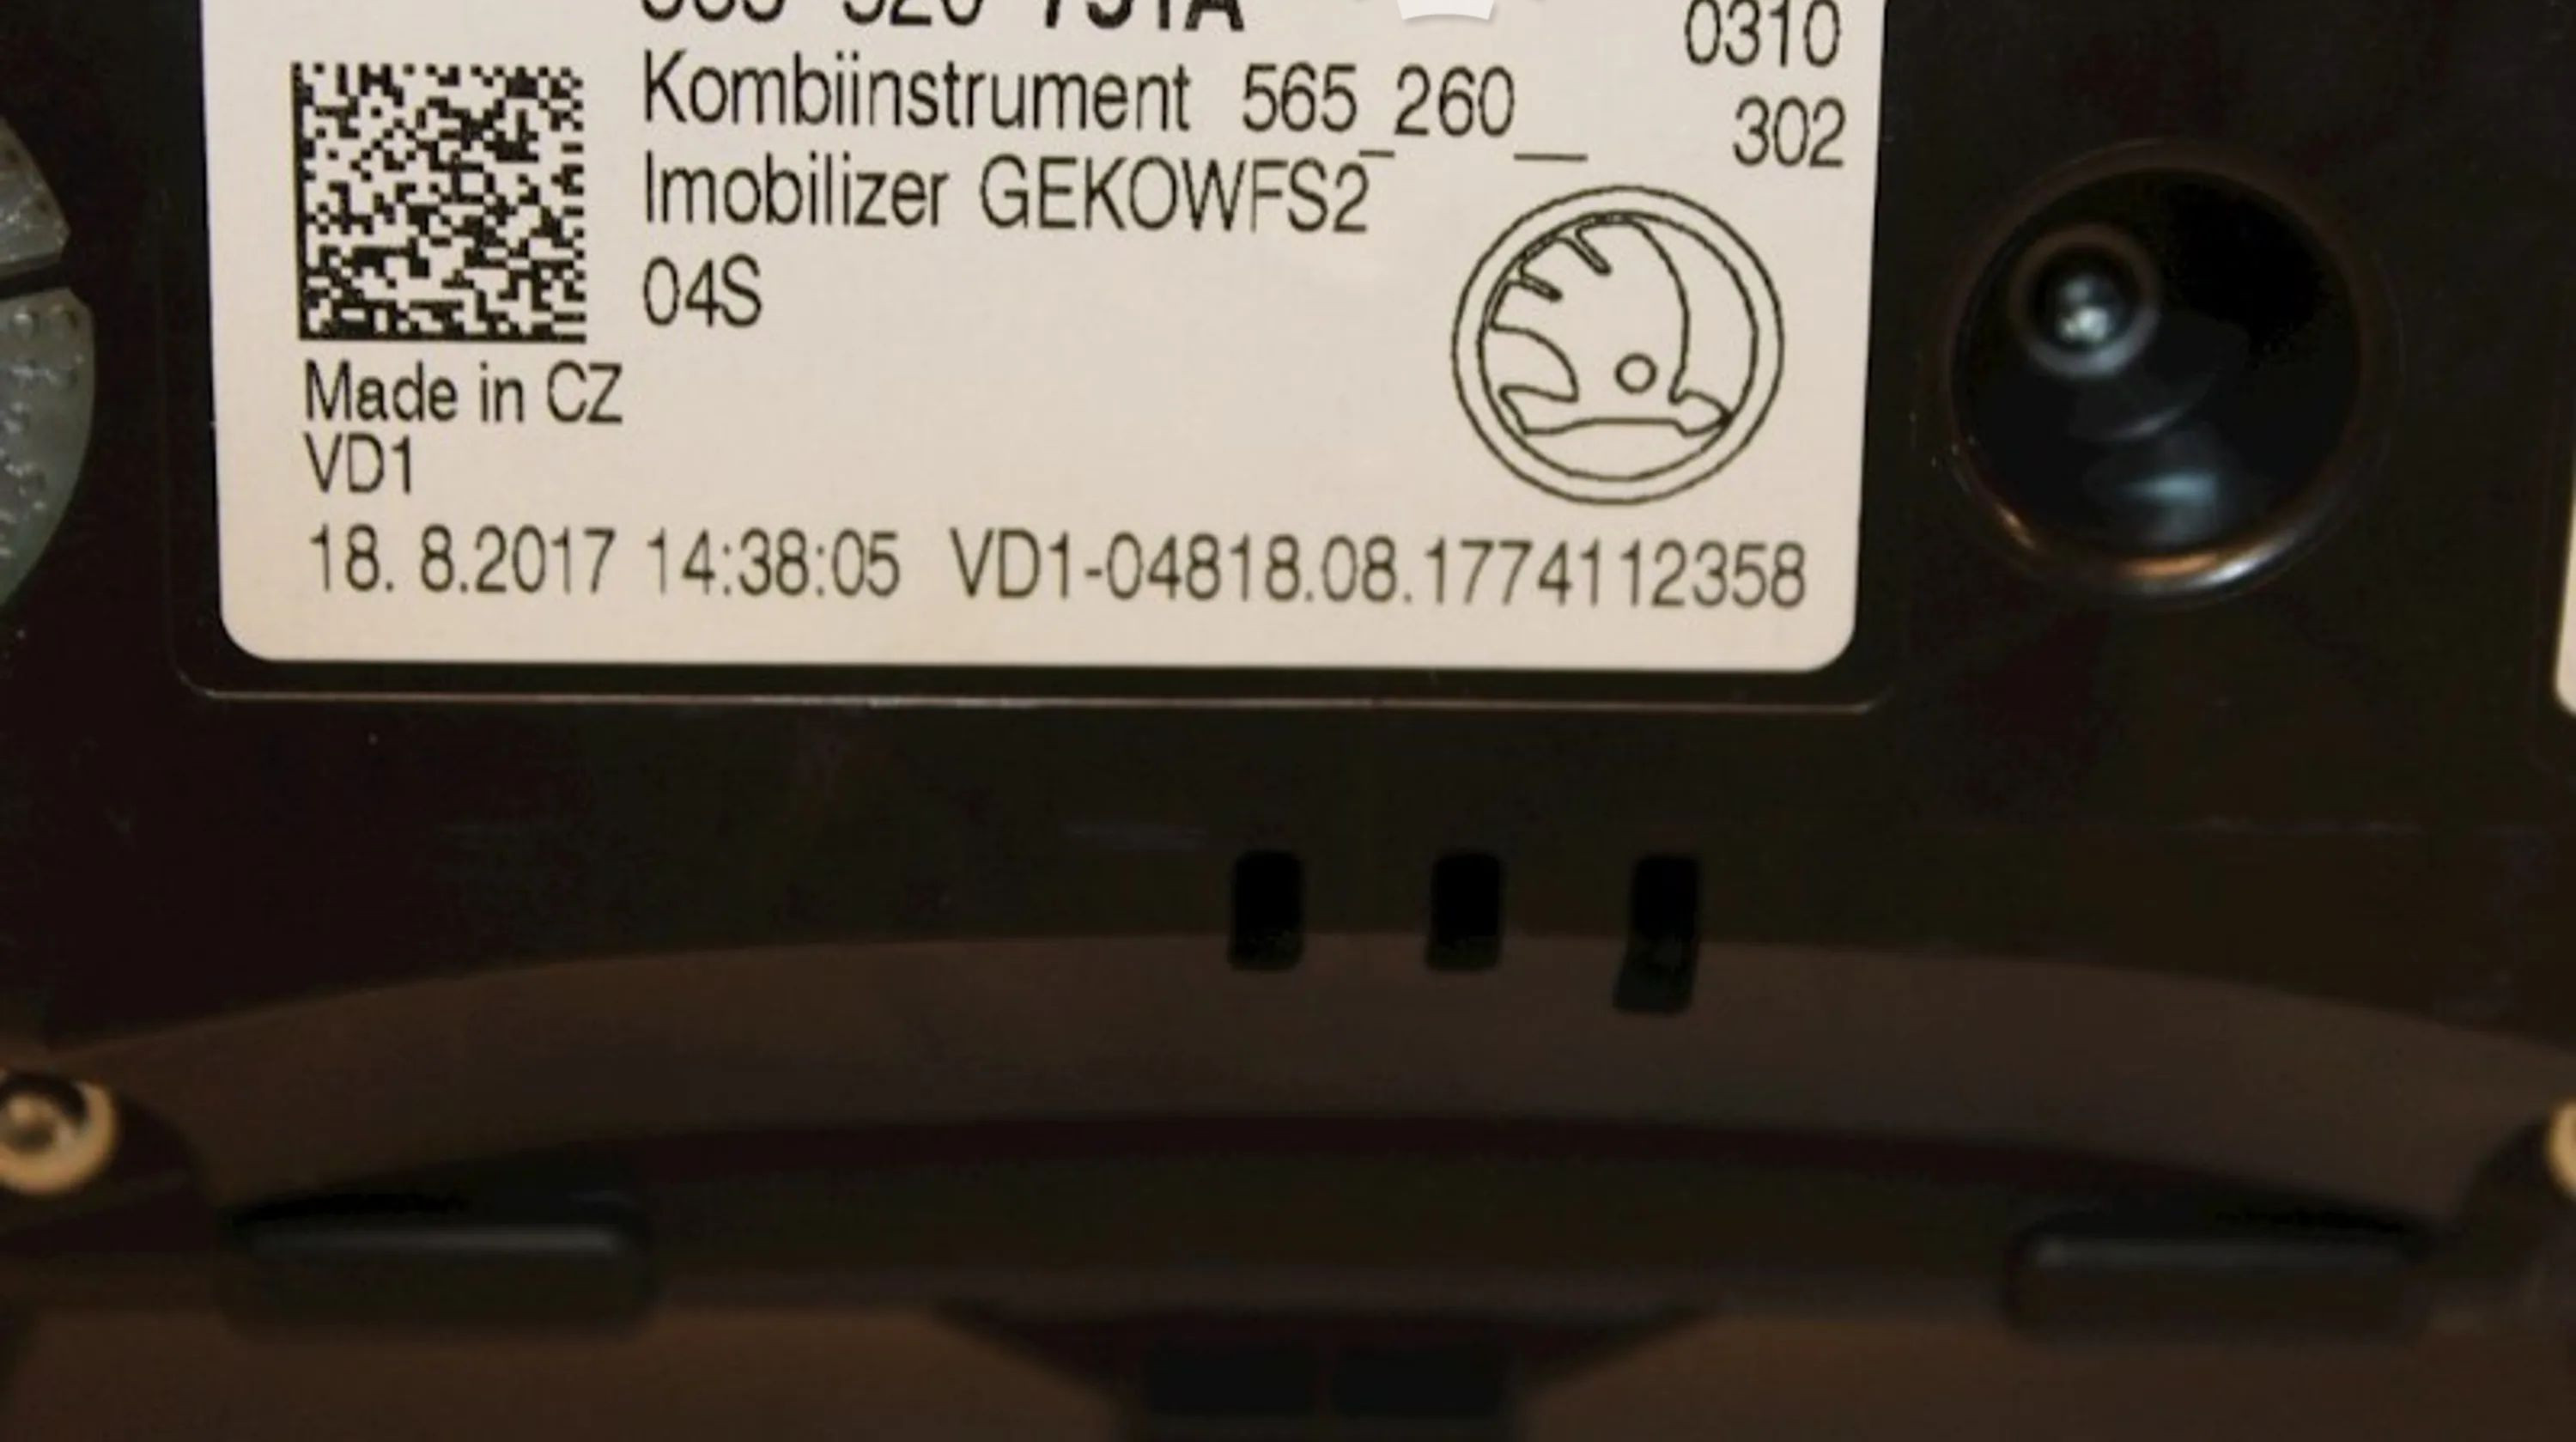 0310
Kombiinstrument 565_260__
302
Imobilizer GEKOWFS2
04S
Made in CZ
VD1
18. 8.2017 14:38:05 VD1-04818.08.1774112358